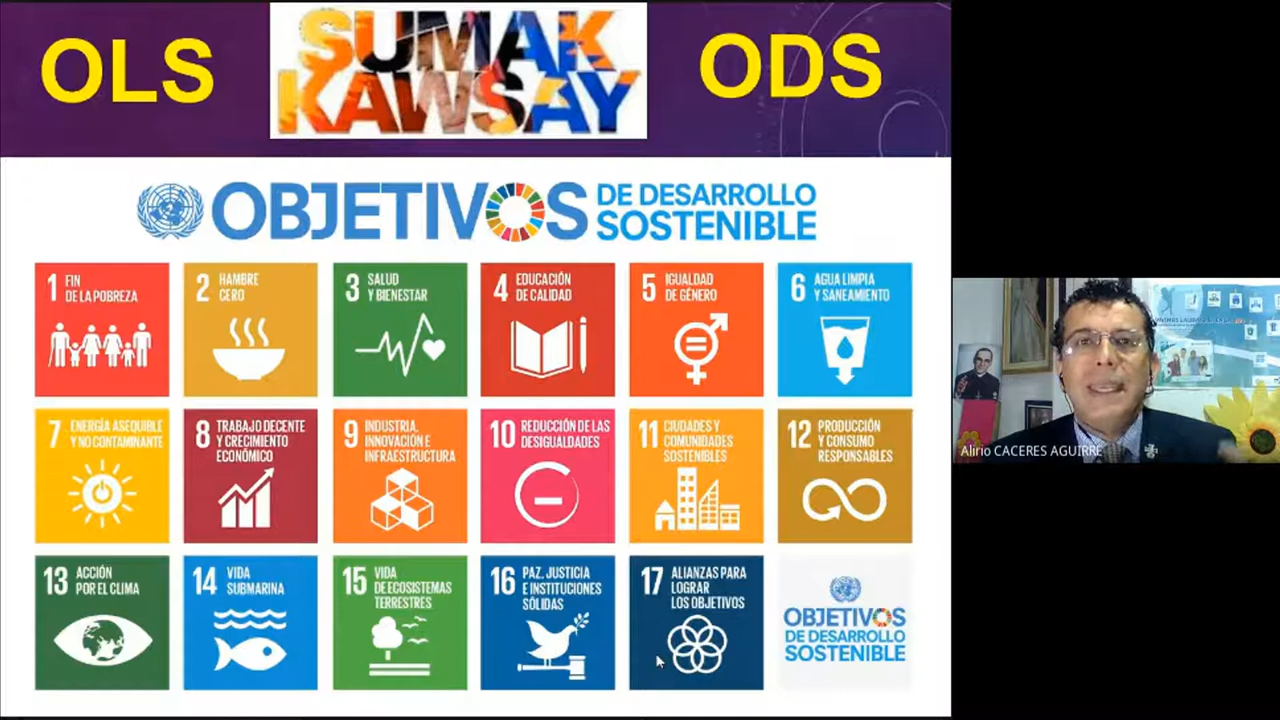 OLS
SUMAK
KAWSAY
ODS
OBJETIVOS
DE DESARROLLO
SOSTENIBLE
1 FIN
DE LA POBREZA
2 HAMBRE
CERO
3 SALUD
Y BIENESTAR
4 EDUCACIÓN
DE CALIDAD
5 IGUALDAD
DE GÉNERO
6 AGUA LIMPIA
Y SANEAMIENTO
7 ENERGÍA ASEQUIBLE
Y NO CONTAMINANTE
8 TRABAJO DECENTE
Y CRECIMIENTO
ECONÓMICO
9 INDUSTRIA,
INNOVACIÓN E
INFRAESTRUCTURA
10 REDUCCIÓN DE LAS
DESIGUALDADES
11 CIUDADES Y
COMUNIDADES
SOSTENIBLES
12 PRODUCCIÓN
Y CONSUMO
RESPONSABLES
13 ACCIÓN
POR EL CLIMA
14 VIDA
SUBMARINA
15 VIDA
DE ECOSISTEMAS
TERRESTRES
16 PAZ, JUSTICIA
E INSTITUCIONES
SÓLIDAS
17 ALIANZAS PARA
LOGRAR
LOS OBJETIVOS
OBJETIVOS
DE DESARROLLO
SOSTENIBLE
Alirio CACERES AGUIRRE